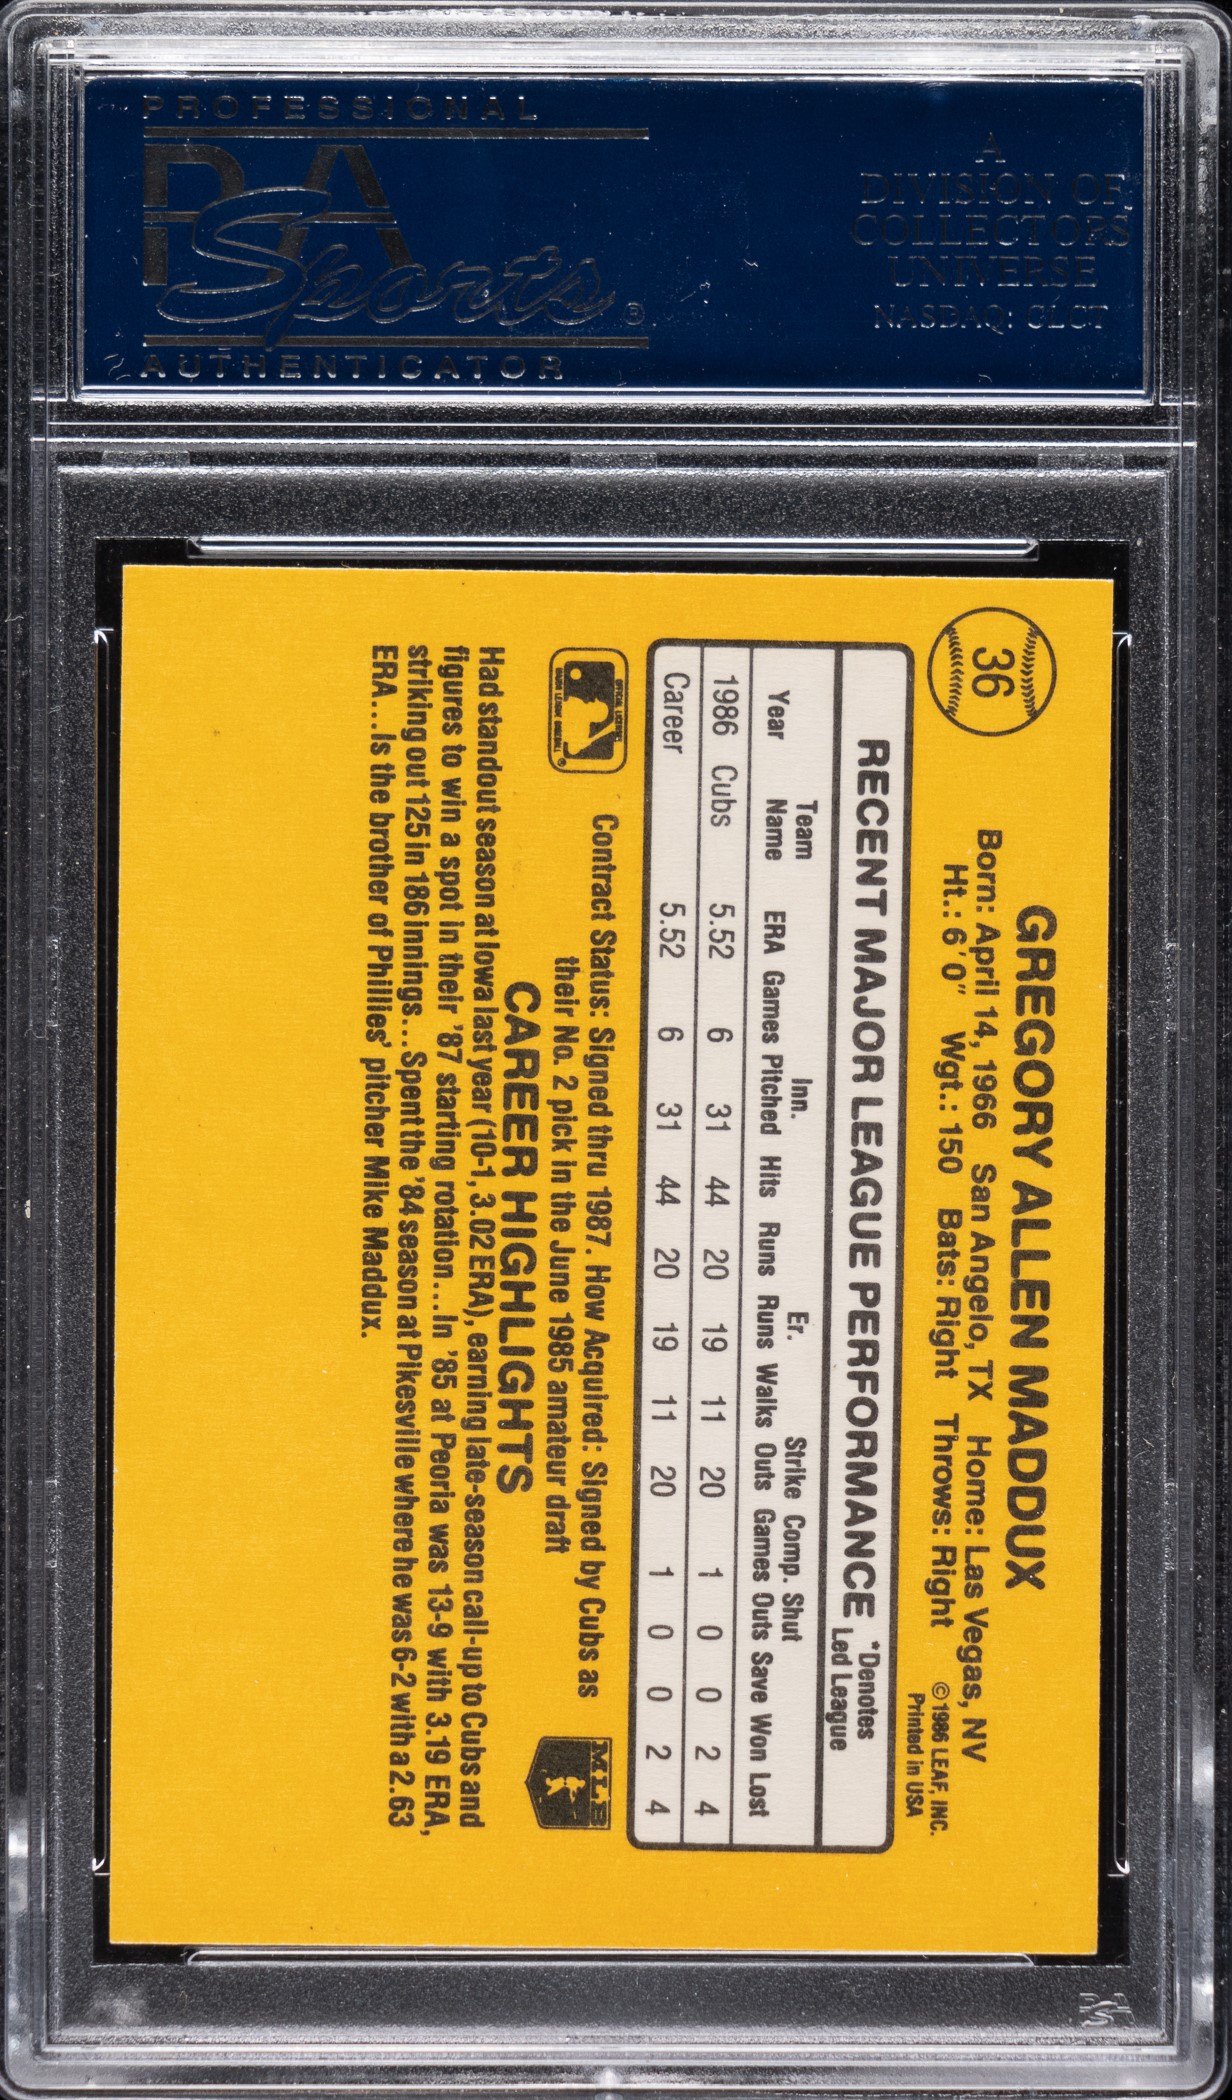 PROFESSIONAL
PSA
Sports®
AUTHENTICATOR
A
DIVISION OF
COLLECTORS
UNIVERSE
NASDAQ: CLCT
36
GREGORY ALLEN MADDUX
Born: April 14, 1966 San Angelo, TX Home: Las Vegas, NV
Ht.: 6'0" Wgt.: 150 Bats: Right Throws: Right
©1986 LEAF, INC.
Printed in USA
RECENT MAJOR LEAGUE PERFORMANCE *Denotes
Led League
Team Inn. Er. Strike Comp. Shut
Year Name ERA Games Pitched Hits Runs Runs Walks Outs Games Outs Save Won Lost
1986 Cubs 5.52 6 31 44 20 19 11 20 1 0 0 2 4
Career 5.52 6 31 44 20 19 11 20 1 0 0 2 4
Contract Status: Signed thru 1987. How Acquired: Signed by Cubs as
their No. 2 pick in the June 1985 amateur draft
MLB
CAREER HIGHLIGHTS
Had standout season at Iowa last year (10-1, 3.02 ERA), earning late-season call-up to Cubs and
figures to win a spot in their '87 starting rotation...In '85 at Peoria was 13-9 with 3.19 ERA,
striking out 125 in 186 innings...Spent the '84 season at Pikesville where he was 6-2 with a 2.63
ERA...Is the brother of Phillies' pitcher Mike Maddux.